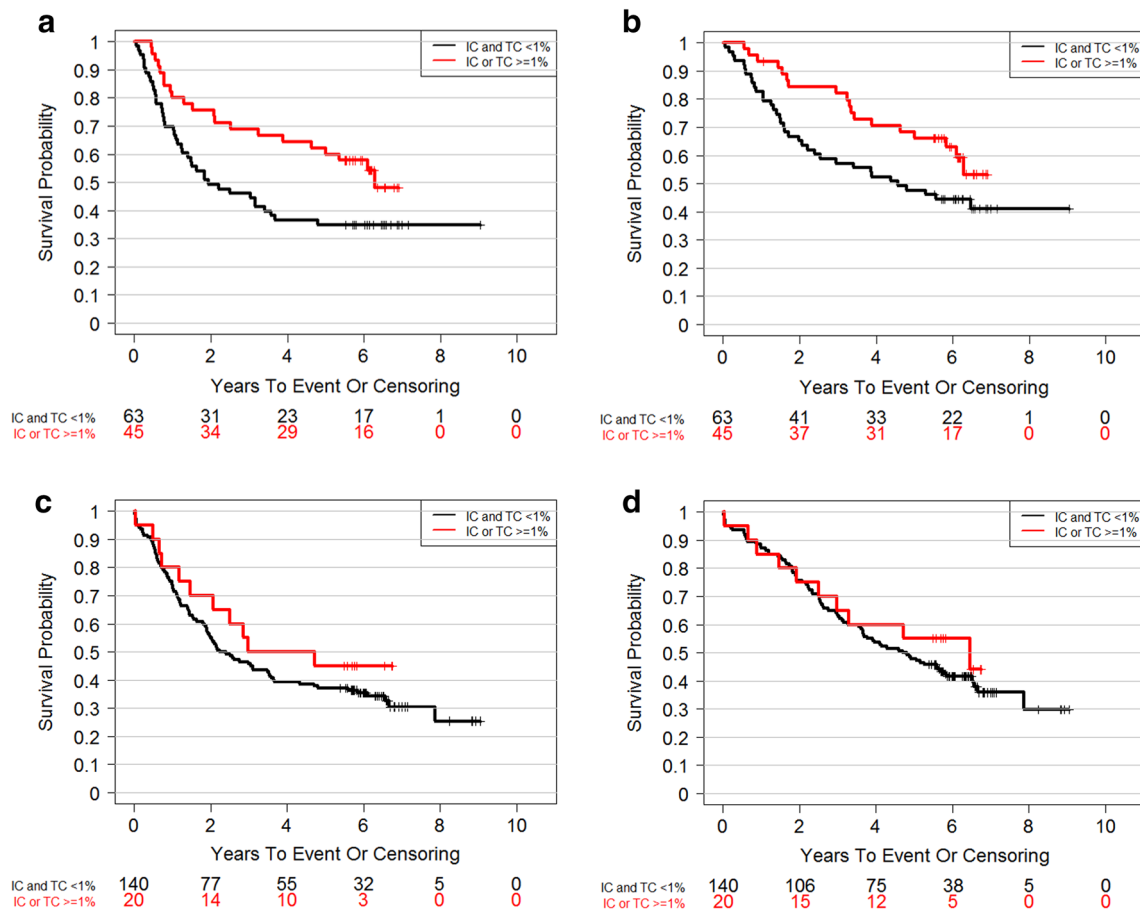 a
IC and TC <1%
IC or TC >=1%
Survival Probability
1
0.9
0.8
0.7
0.6
0.5
0.4
0.3
0.2
0.1
0
0 2 4 6 8 10
Years To Event Or Censoring
IC and TC <1% 63 31 23 17 1 0
IC or TC >=1% 45 34 29 16 0 0
b
IC and TC <1%
IC or TC >=1%
Survival Probability
1
0.9
0.8
0.7
0.6
0.5
0.4
0.3
0.2
0.1
0
0 2 4 6 8 10
Years To Event Or Censoring
IC and TC <1% 63 41 33 22 1 0
IC or TC >=1% 45 37 31 17 0 0
c
IC and TC <1%
IC or TC >=1%
Survival Probability
1
0.9
0.8
0.7
0.6
0.5
0.4
0.3
0.2
0.1
0
0 2 4 6 8 10
Years To Event Or Censoring
IC and TC <1% 140 77 55 32 5 0
IC or TC >=1% 20 14 10 3 0 0
d
IC and TC <1%
IC or TC >=1%
Survival Probability
1
0.9
0.8
0.7
0.6
0.5
0.4
0.3
0.2
0.1
0
0 2 4 6 8 10
Years To Event Or Censoring
IC and TC <1% 140 106 75 38 5 0
IC or TC >=1% 20 15 12 5 0 0